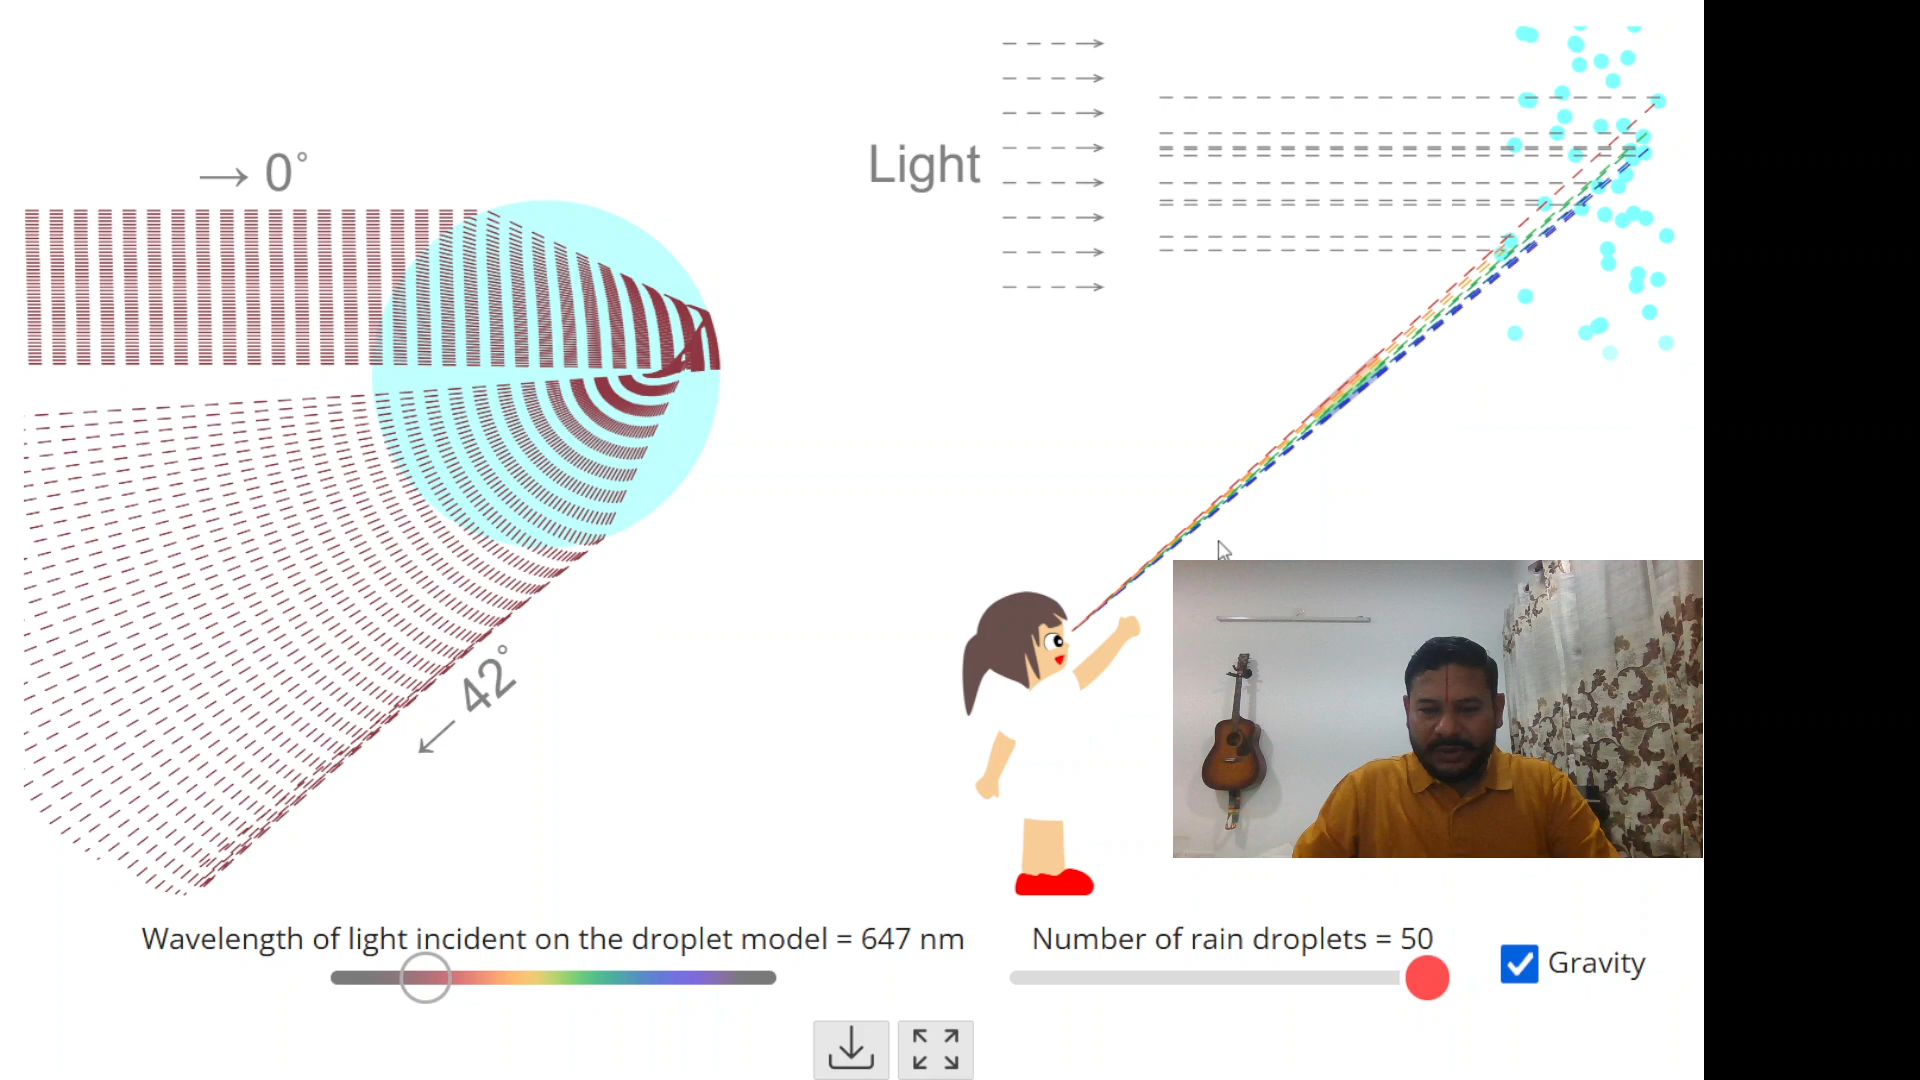 → 0°
Light
← 42°
Wavelength of light incident on the droplet model = 647 nm
Number of rain droplets = 50
Gravity